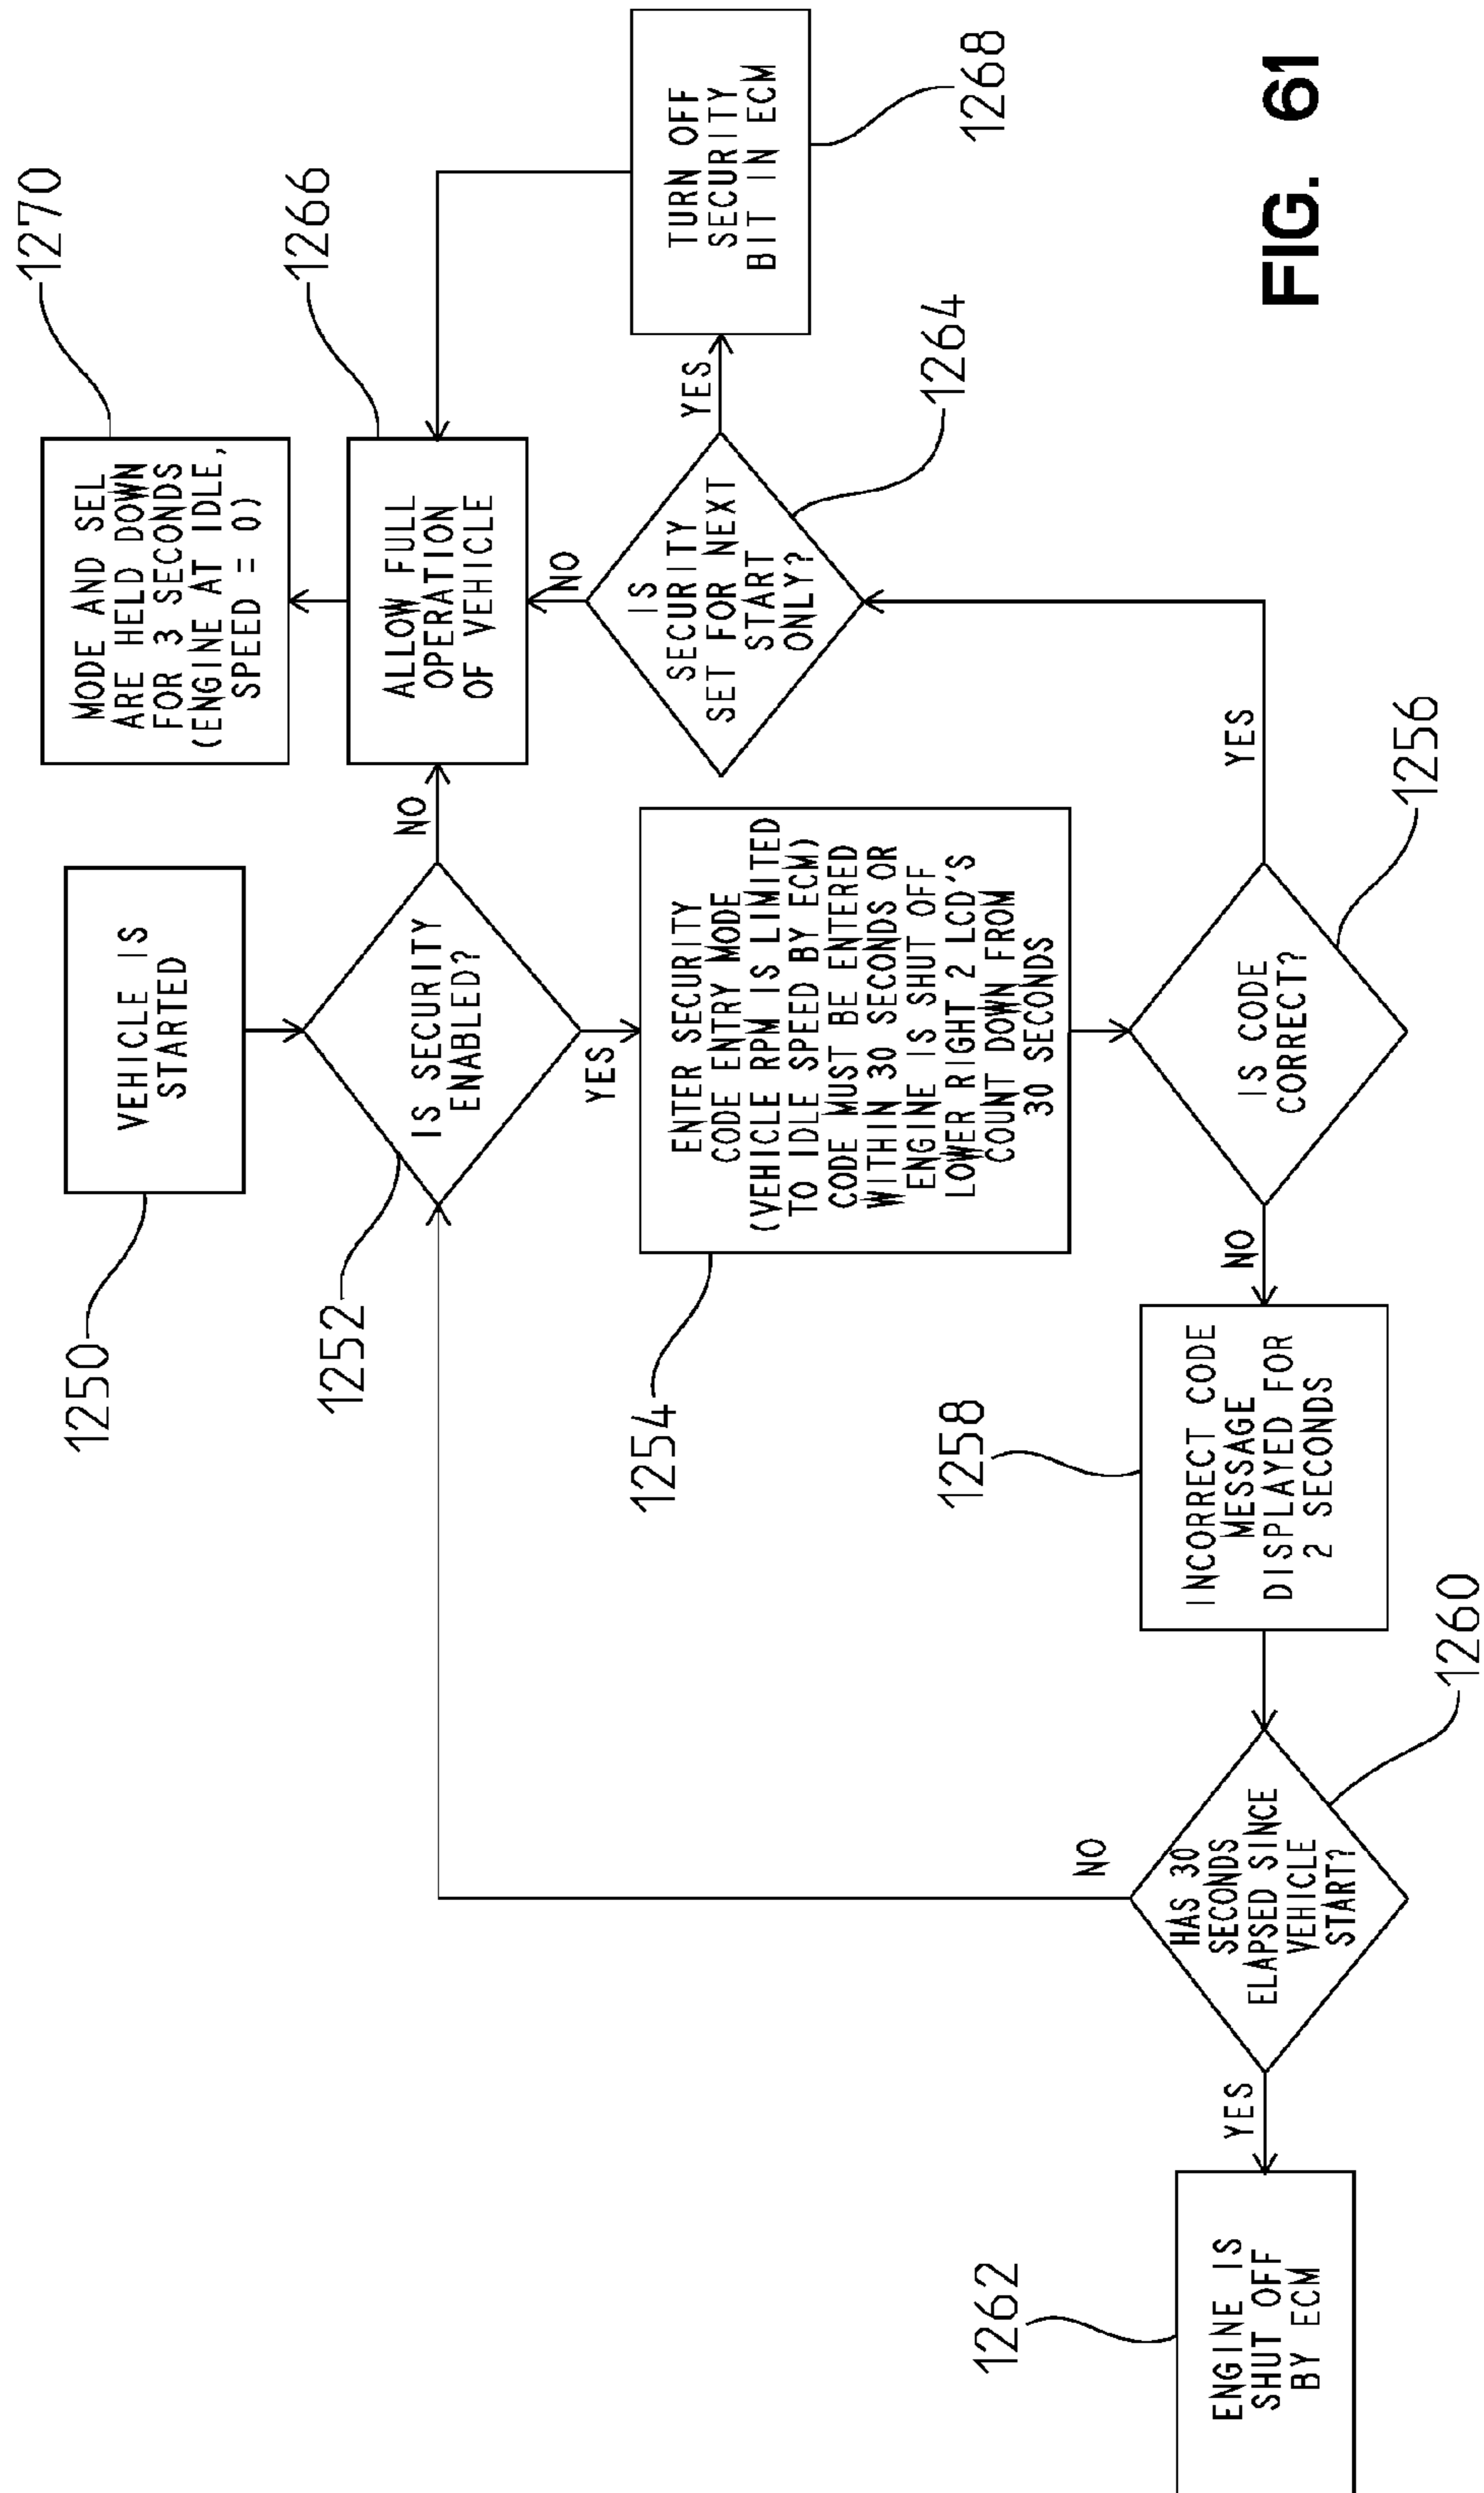 1250
VEHICLE IS
STARTED
1252
IS SECURITY
ENABLED?
NO
YES
1270
MODE AND SEL
ARE HELD DOWN
FOR 3 SECONDS
(ENGINE AT IDLE,
SPEED = 0)
1266
ALLOW FULL
OPERATION
OF VEHICLE
NO
1254
ENTER SECURITY
CODE ENTRY MODE
(VEHICLE RPM IS LIMITED
TO IDLE SPEED BY ECM)
CODE MUST BE ENTERED
WITHIN 30 SECONDS OR
ENGINE IS SHUT OFF
LOWER RIGHT 2 LCD'S
COUNT DOWN FROM
30 SECONDS
IS
SECURITY
SET FOR NEXT
START
ONLY?
1264
YES
TURN OFF
SECURITY
BIT IN ECM
1268
1262
ENGINE IS
SHUT OFF
BY ECM
YES
HAS 30
SECONDS
ELAPSED SINCE
VEHICLE
START?
1260
NO
1258
INCORRECT CODE
MESSAGE
DISPLAYED FOR
2 SECONDS
NO
IS CODE
CORRECT?
1256
YES
FIG. 61